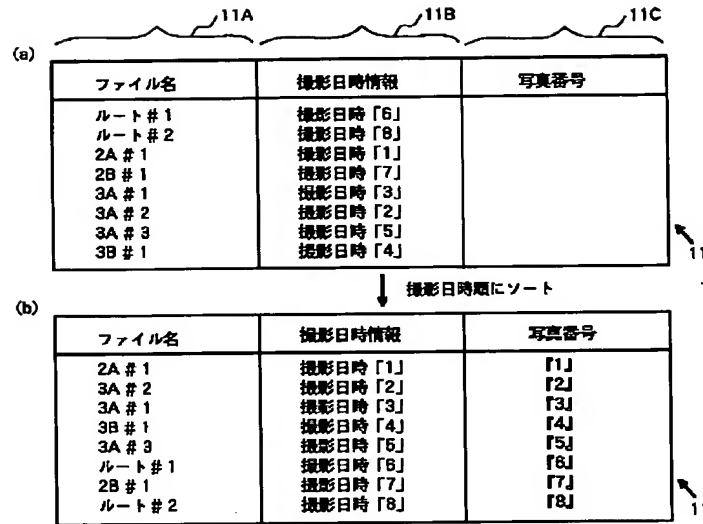 11A 11B 11C
(a)
ファイル名 撮影日時情報 写真番号
ルート#1 撮影日時「6」
ルート#2 撮影日時「8」
2A#1 撮影日時「1」
2B#1 撮影日時「7」
3A#1 撮影日時「3」
3A#2 撮影日時「2」
3A#3 撮影日時「5」
3B#1 撮影日時「4」
11
撮影日時順にソート
(b)
ファイル名 撮影日時情報 写真番号
2A#1 撮影日時「1」 『1』
3A#2 撮影日時「2」 『2』
3A#1 撮影日時「3」 『3』
3B#1 撮影日時「4」 『4』
3A#3 撮影日時「5」 『5』
ルート#1 撮影日時「6」 『6』
2B#1 撮影日時「7」 『7』
ルート#2 撮影日時「8」 『8』
11